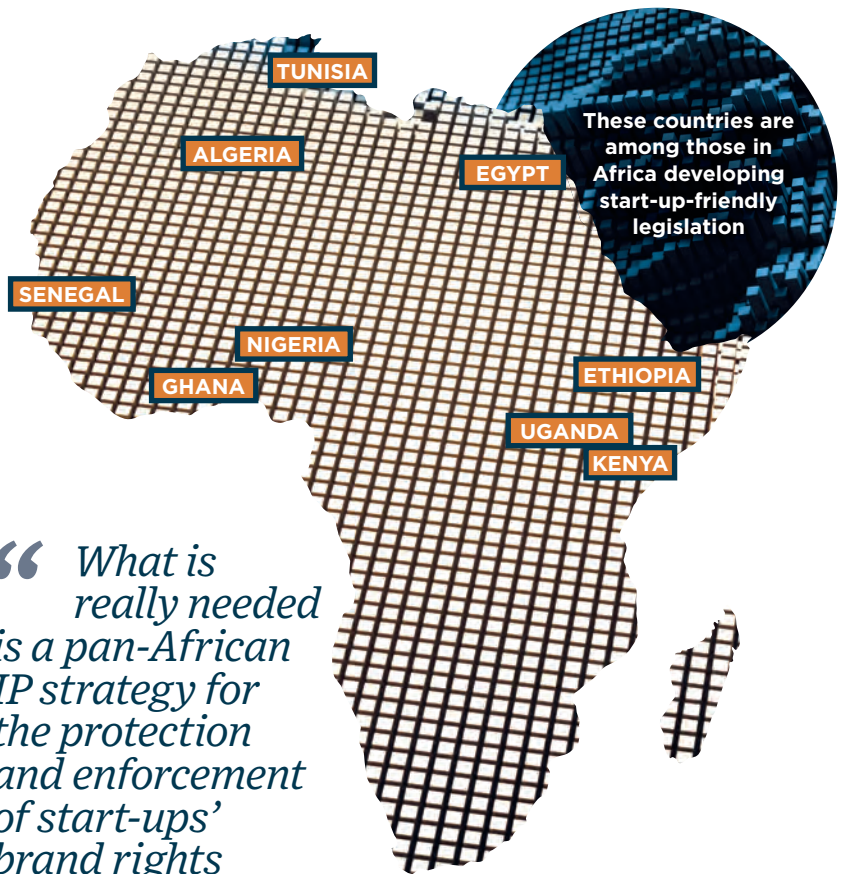 TUNISIA
ALGERIA
EGYPT
These countries are
among those in
Africa developing
start-up-friendly
legislation
SENEGAL
NIGERIA
GHANA
ETHIOPIA
UGANDA
KENYA
“ What is
really needed
is a pan-African
IP strategy for
the protection
and enforcement
of start-ups’
brand rights